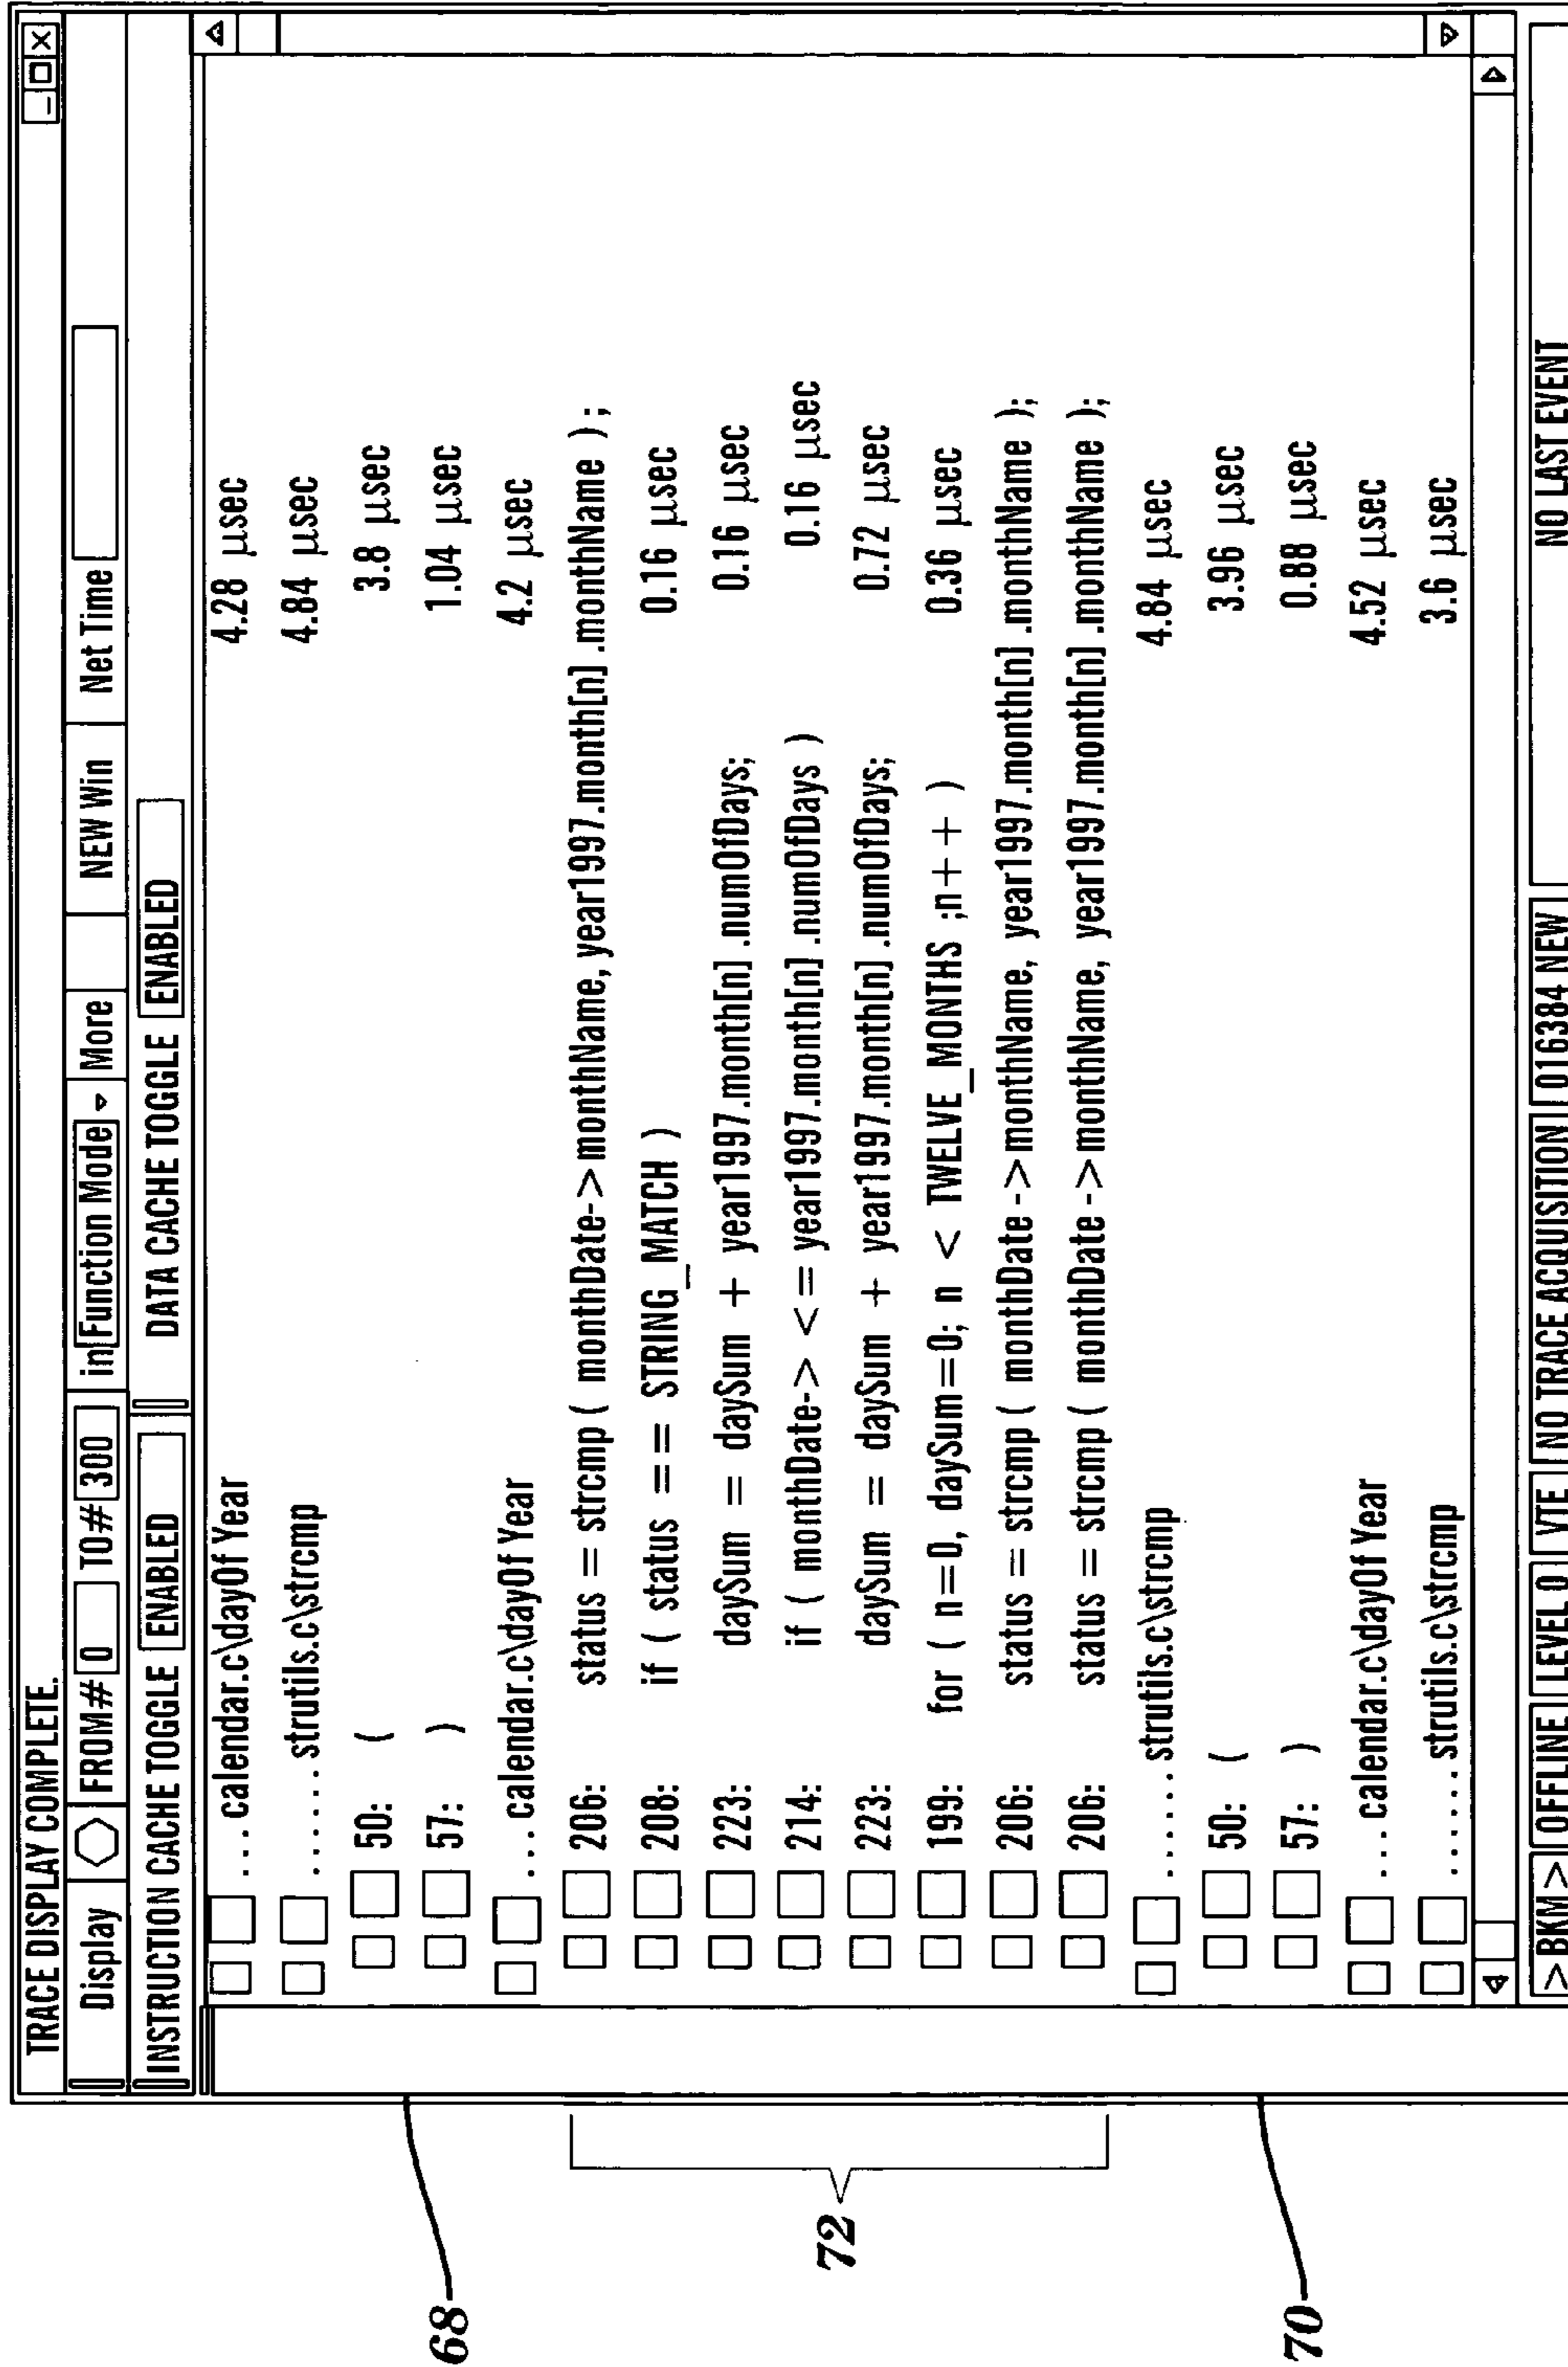 TRACE DISPLAY COMPLETE.
Display FROM# 0 TO# 300 in Function Mode More NEW Win Net Time
INSTRUCTION CACHE TOGGLE ENABLED DATA CACHE TOGGLE ENABLED
...calendar.c\dayOf Year 4.28 μsec
......strutils.c\strcmp 4.84 μsec
50: ( 3.8 μsec
57: ) 1.04 μsec
...calendar.c\dayOf Year 4.2 μsec
206: status = strcmp ( monthDate->monthName, year1997.month[n] .monthName ) ;
208: if ( status == STRING_MATCH ) 0.16 μsec
223: daySum = daySum + year1997.month[n] .numOfDays; 0.16 μsec
214: if ( monthDate-> <= year1997.month[n] .numOfDays ) 0.16 μsec
223: daySum = daySum + year1997.month[n] .numOfDays; 0.72 μsec
199: for ( n=0, daySum=0; n < TWELVE_MONTHS ;n++ ) 0.36 μsec
206: status = strcmp ( monthDate ->monthName, year1997.month[n] .monthName );
206: status = strcmp ( monthDate ->monthName, year1997.month[n] .monthName );
......strutils.c\strcmp 4.84 μsec
50: ( 3.96 μsec
57: ) 0.88 μsec
...calendar.c\dayOf Year 4.52 μsec
......strutils.c\strcmp 3.6 μsec
>BKM> OFFLINE LEVEL 0 VTE NO TRACE ACQUISITION 016384 NEW NO LAST EVENT
68
72
70